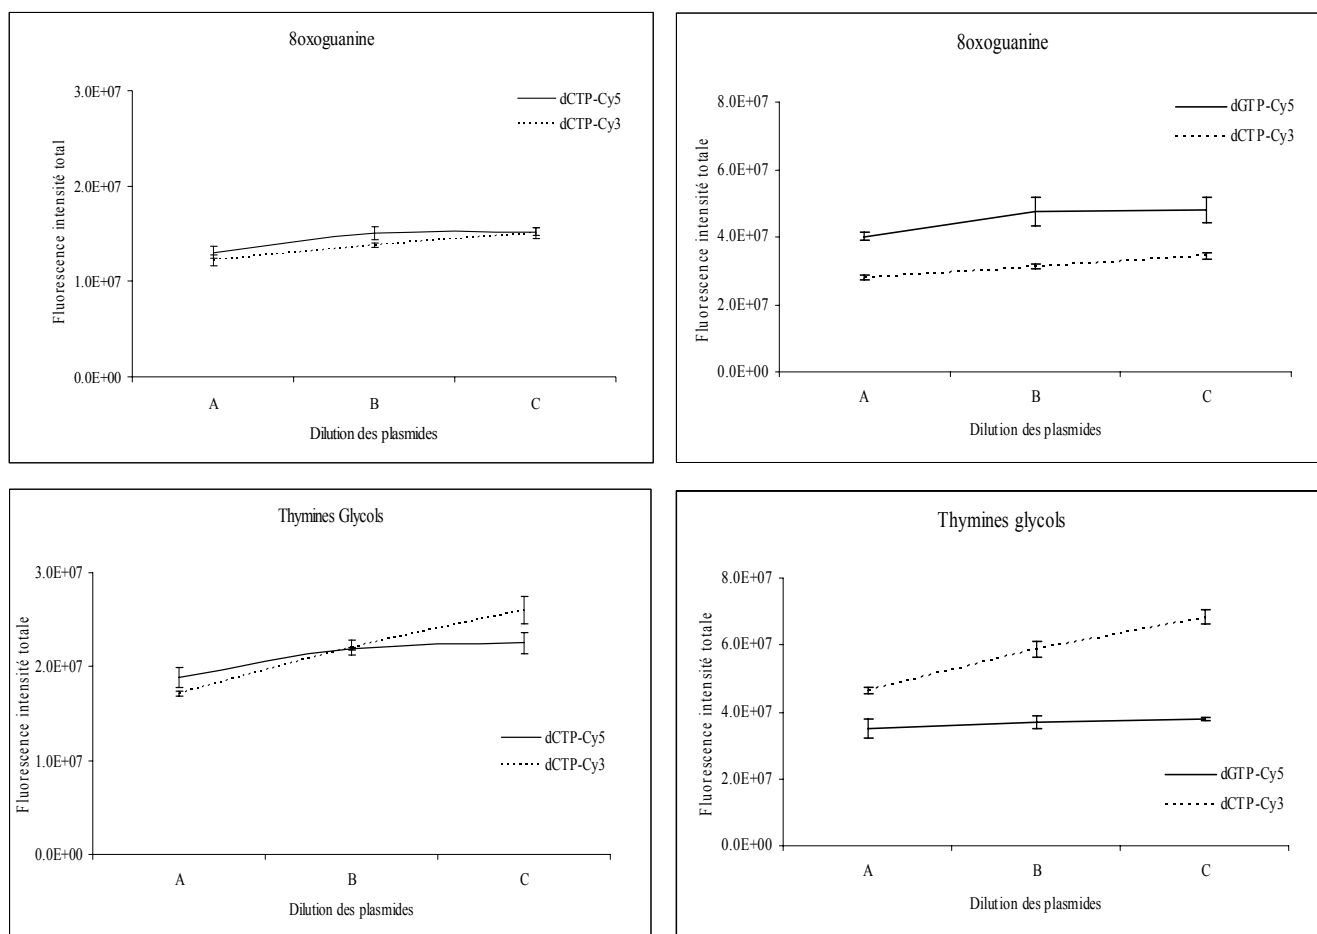 8oxoguanine
3.0E+07
2.0E+07
1.0E+07
0.0E+00
Fluorescence intensité total
dCTP-Cy5
dCTP-Cy3
A B C
Dilution des plasmides
8oxoguanine
8.0E+07
6.0E+07
4.0E+07
2.0E+07
0.0E+00
Fluorescence intensité totale
dGTP-Cy5
dCTP-Cy3
A B C
Dilution des plasmides
Thymines Glycols
3.0E+07
2.0E+07
1.0E+07
0.0E+00
Fluorescence intensité totale
dCTP-Cy5
dCTP-Cy3
A B C
Dilution des plasmides
Thymines glycols
8.0E+07
6.0E+07
4.0E+07
2.0E+07
0.0E+00
Fluorescence intensité totale
dGTP-Cy5
dCTP-Cy3
A B C
Dilution des plasmides